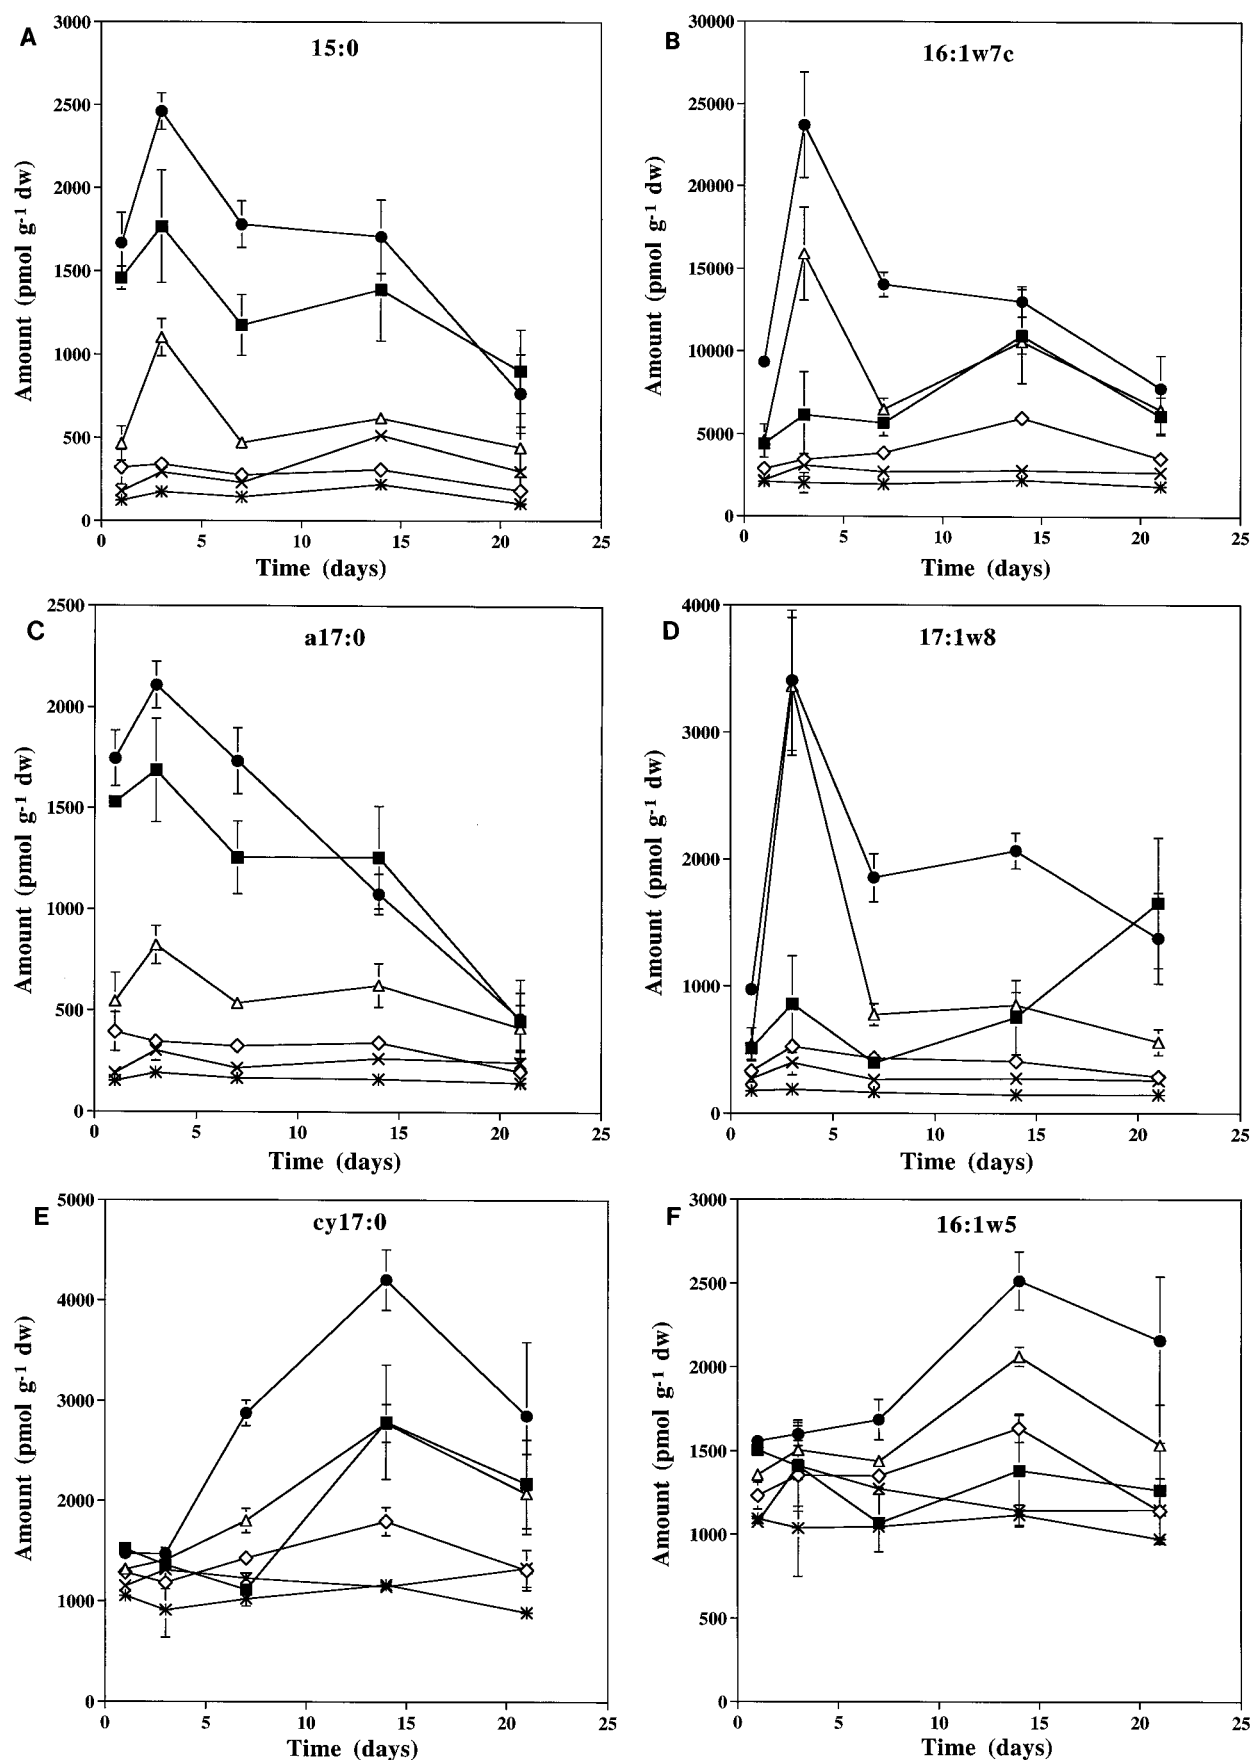 A
15:0
3000
2500
2000
1500
1000
500
0
Amount (pmol g-1 dw)
0 5 10 15 20 25
Time (days)
B
16:1w7c
30000
25000
20000
15000
10000
5000
0
Amount (pmol g-1 dw)
0 5 10 15 20 25
Time (days)
C
a17:0
2500
2000
1500
1000
500
0
Amount (pmol g-1 dw)
0 5 10 15 20 25
Time (days)
D
17:1w8
4000
3000
2000
1000
0
Amount (pmol g-1 dw)
0 5 10 15 20 25
Time (days)
E
cy17:0
5000
4000
3000
2000
1000
0
Amount (pmol g-1 dw)
0 5 10 15 20 25
Time (days)
F
16:1w5
3000
2500
2000
1500
1000
500
0
Amount (pmol g-1 dw)
0 5 10 15 20 25
Time (days)